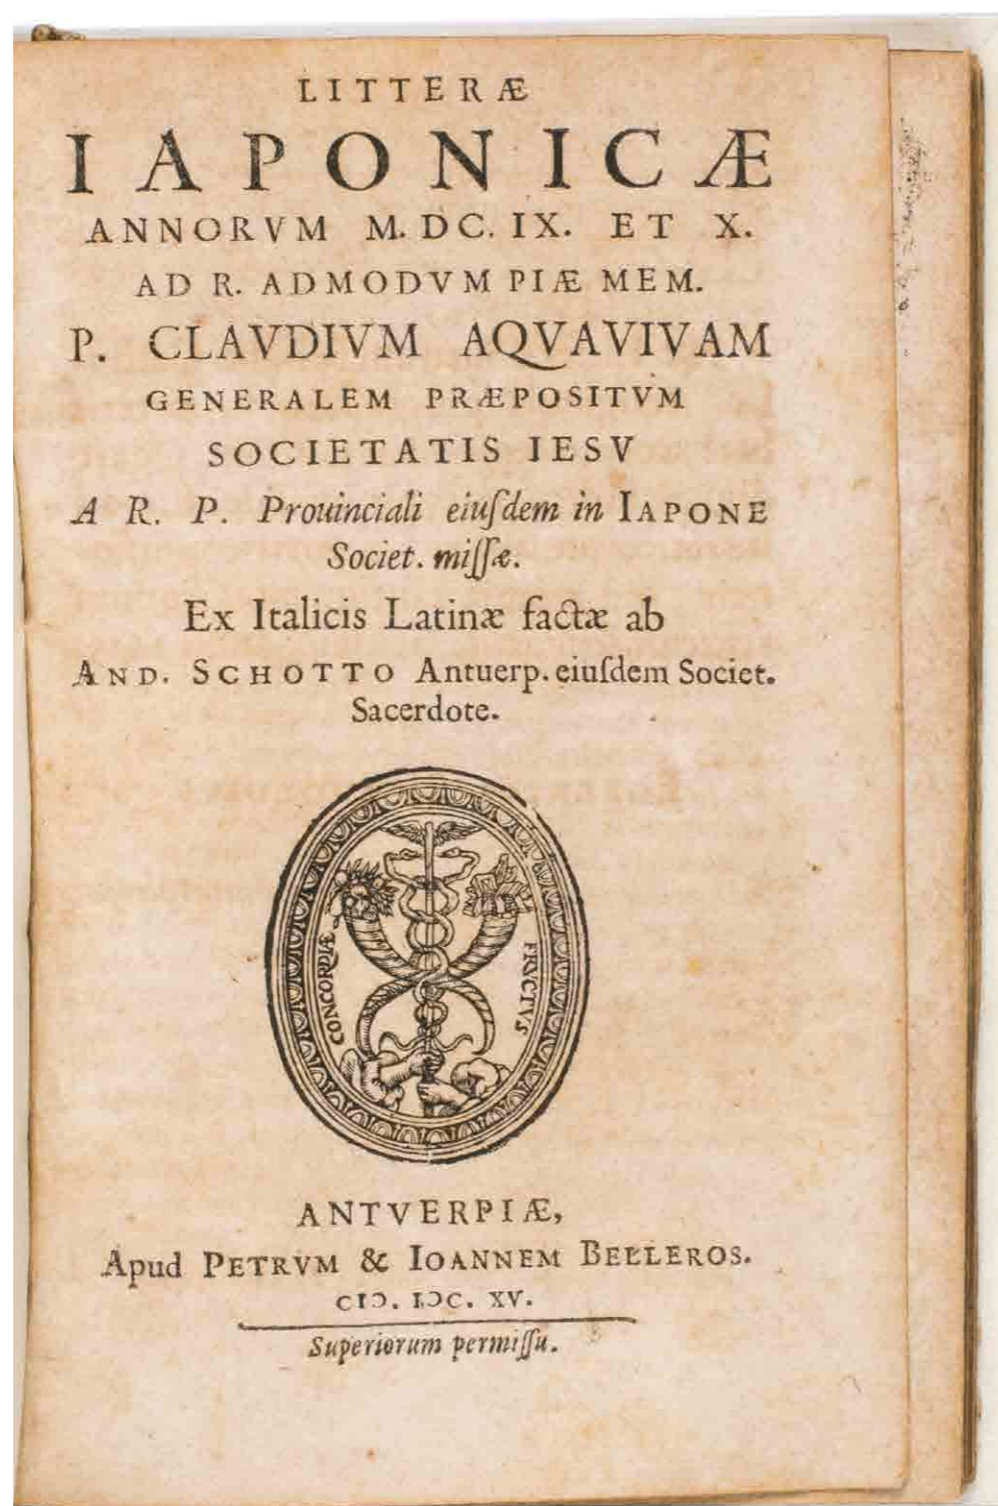 LITTERÆ
IAPONICÆ
ANNORVM M.DC.IX. ET X.
AD R. ADMODVM PIÆ MEM.
P. CLAVDIVM AQVAVIVAM
GENERALEM PRÆPOSITVM
SOCIETATIS IESV
A R. P. Prouinciali eiuſdem in IAPONE
Societ. miſſæ.
Ex Italicis Latinæ factæ ab
AND. SCHOTTO Antuerp. eiuſdem Societ.
Sacerdote.
CONCORDIÆ
FRVCTVS
ANTVERPIÆ,
Apud PETRVM & IOANNEM BELLEROS.
CIƆ. IƆC. XV.
Superiorum permiſſu.